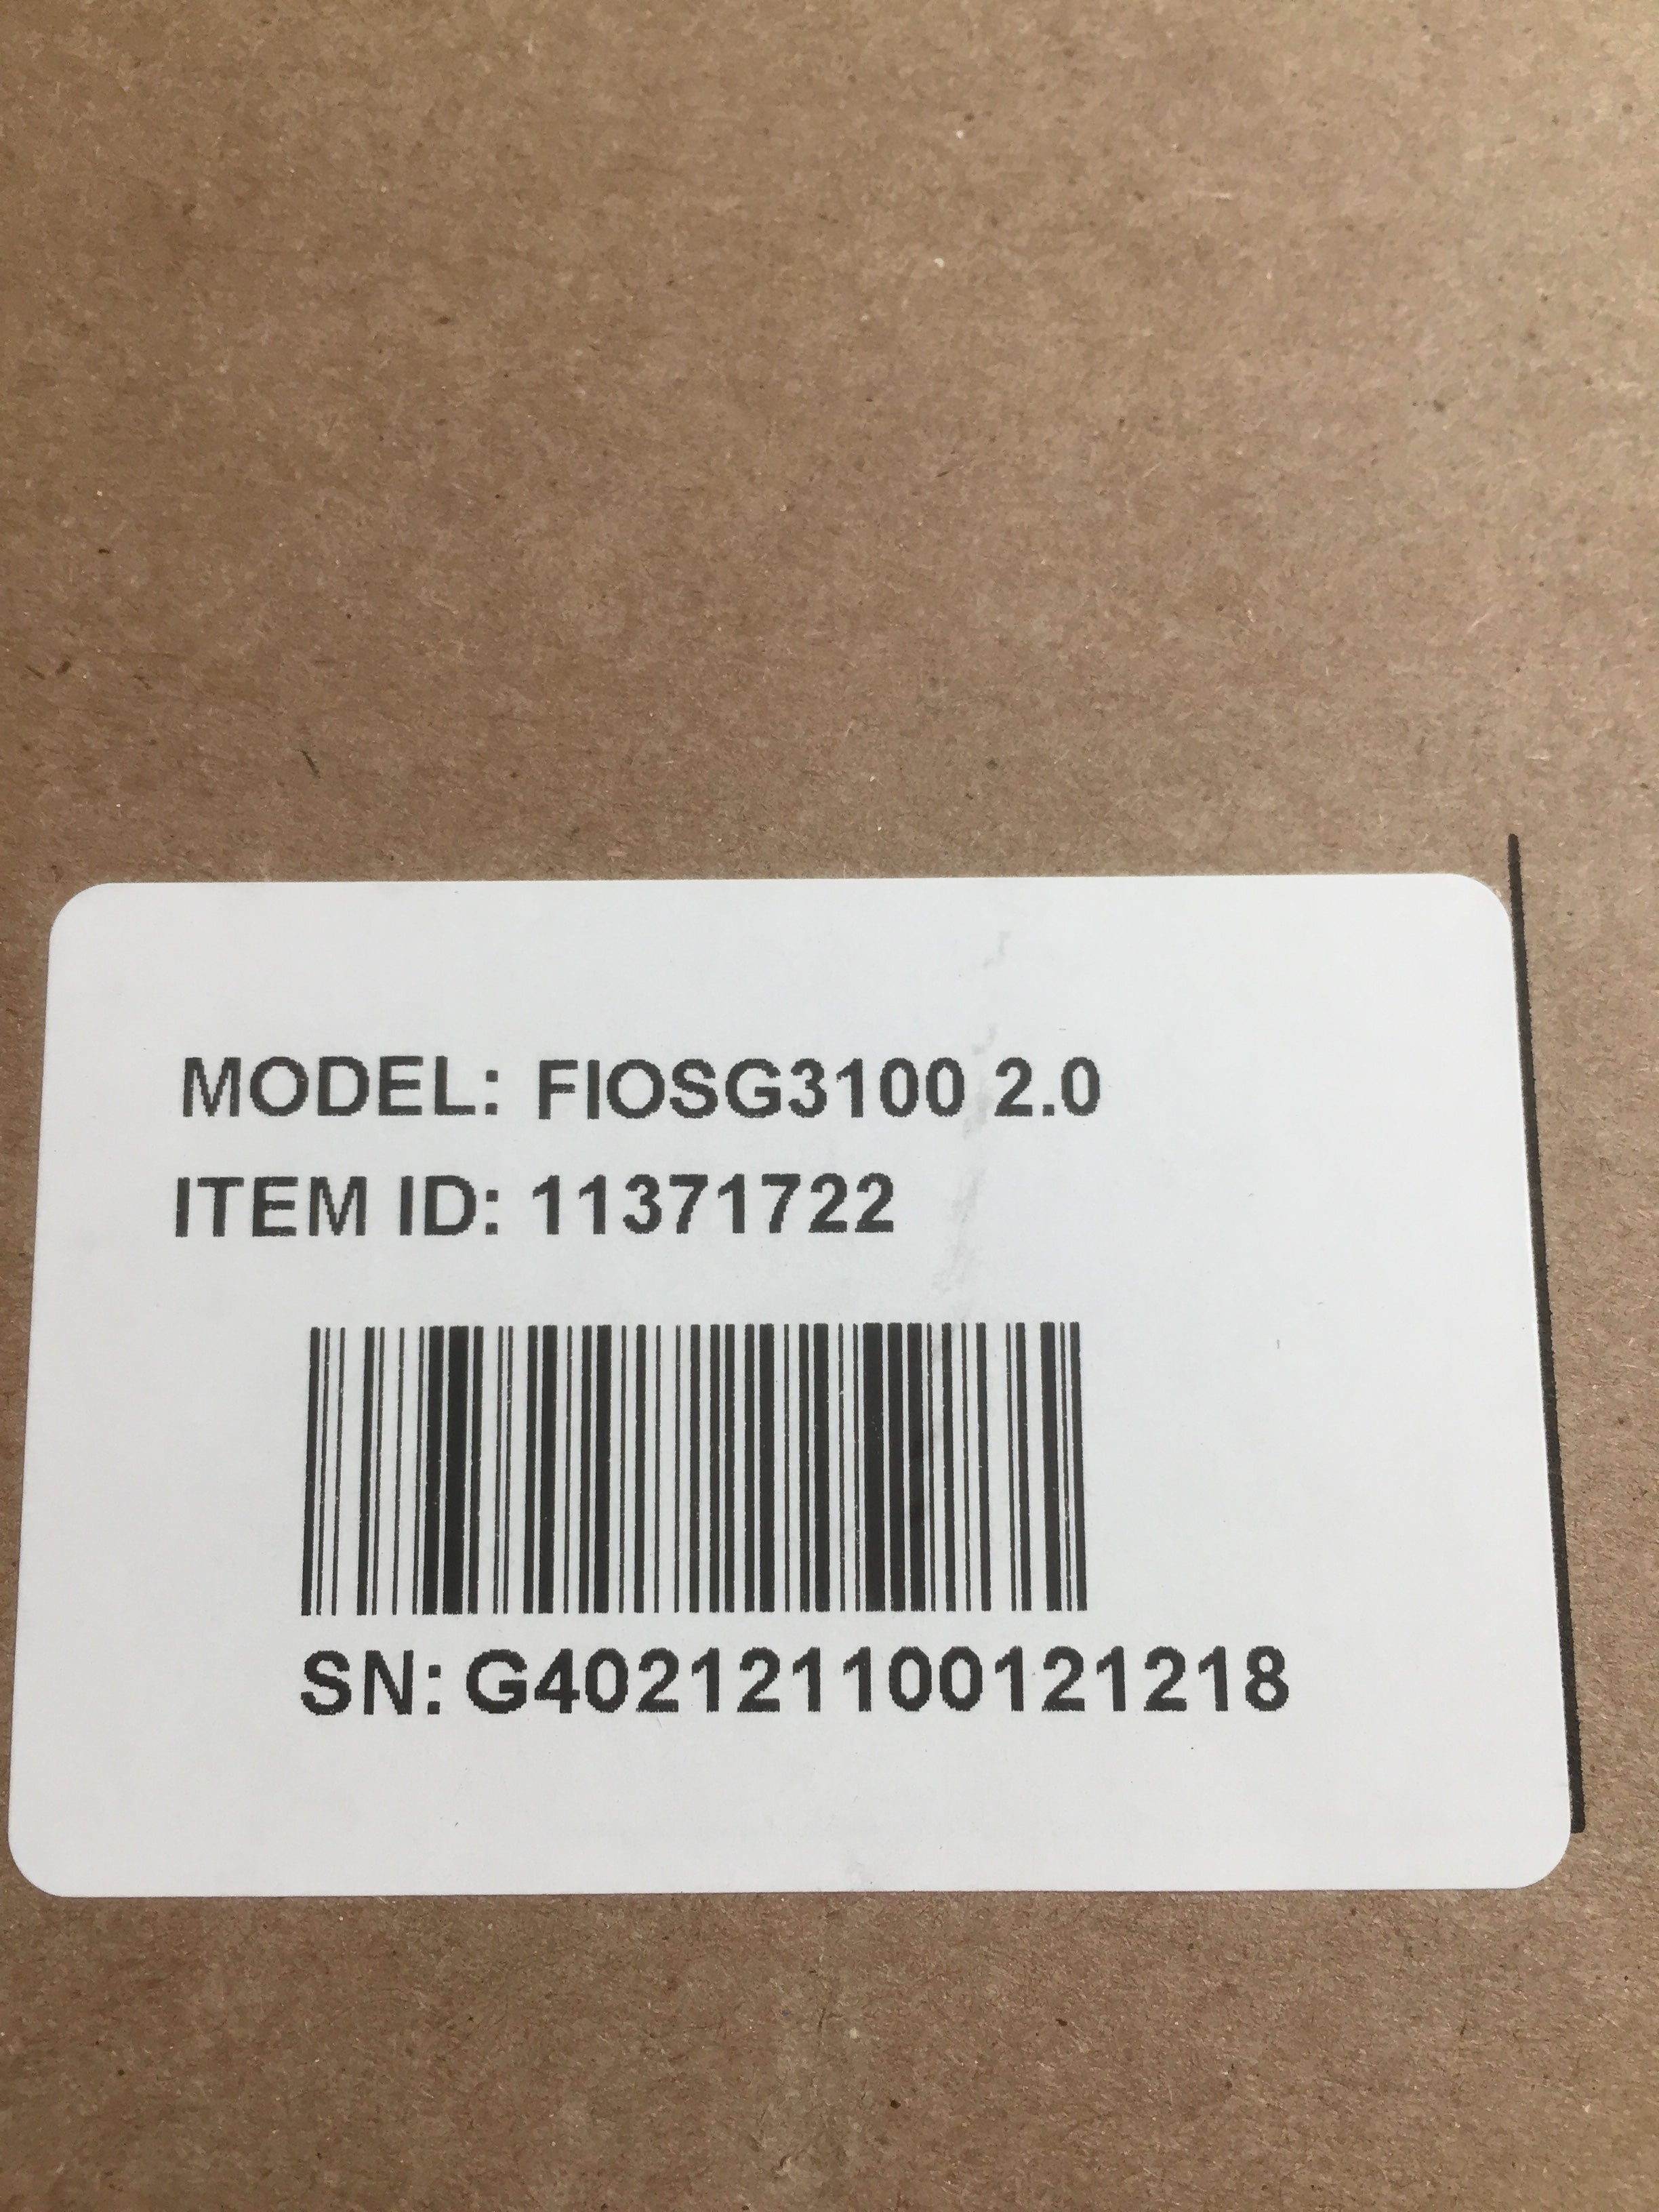 MODEL: FIOSG3100 2.0
ITEM ID: 11371722
SN: G402121100121218